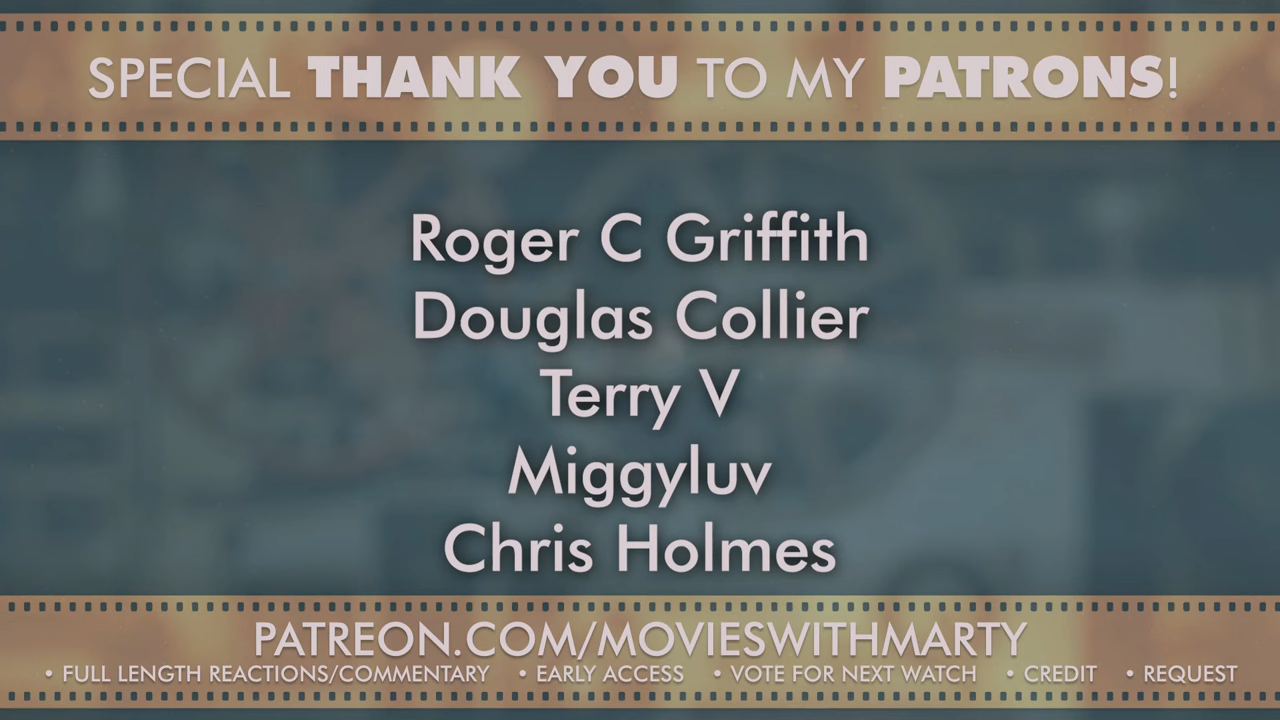 SPECIAL THANK YOU TO MY PATRONS!
Roger C Griffith
Douglas Collier
Terry V
Miggyluv
Chris Holmes
PATREON.COM/MOVIESWITHMARTY
• FULL LENGTH REACTIONS/COMMENTARY • EARLY ACCESS • VOTE FOR NEXT WATCH • CREDIT • REQUEST